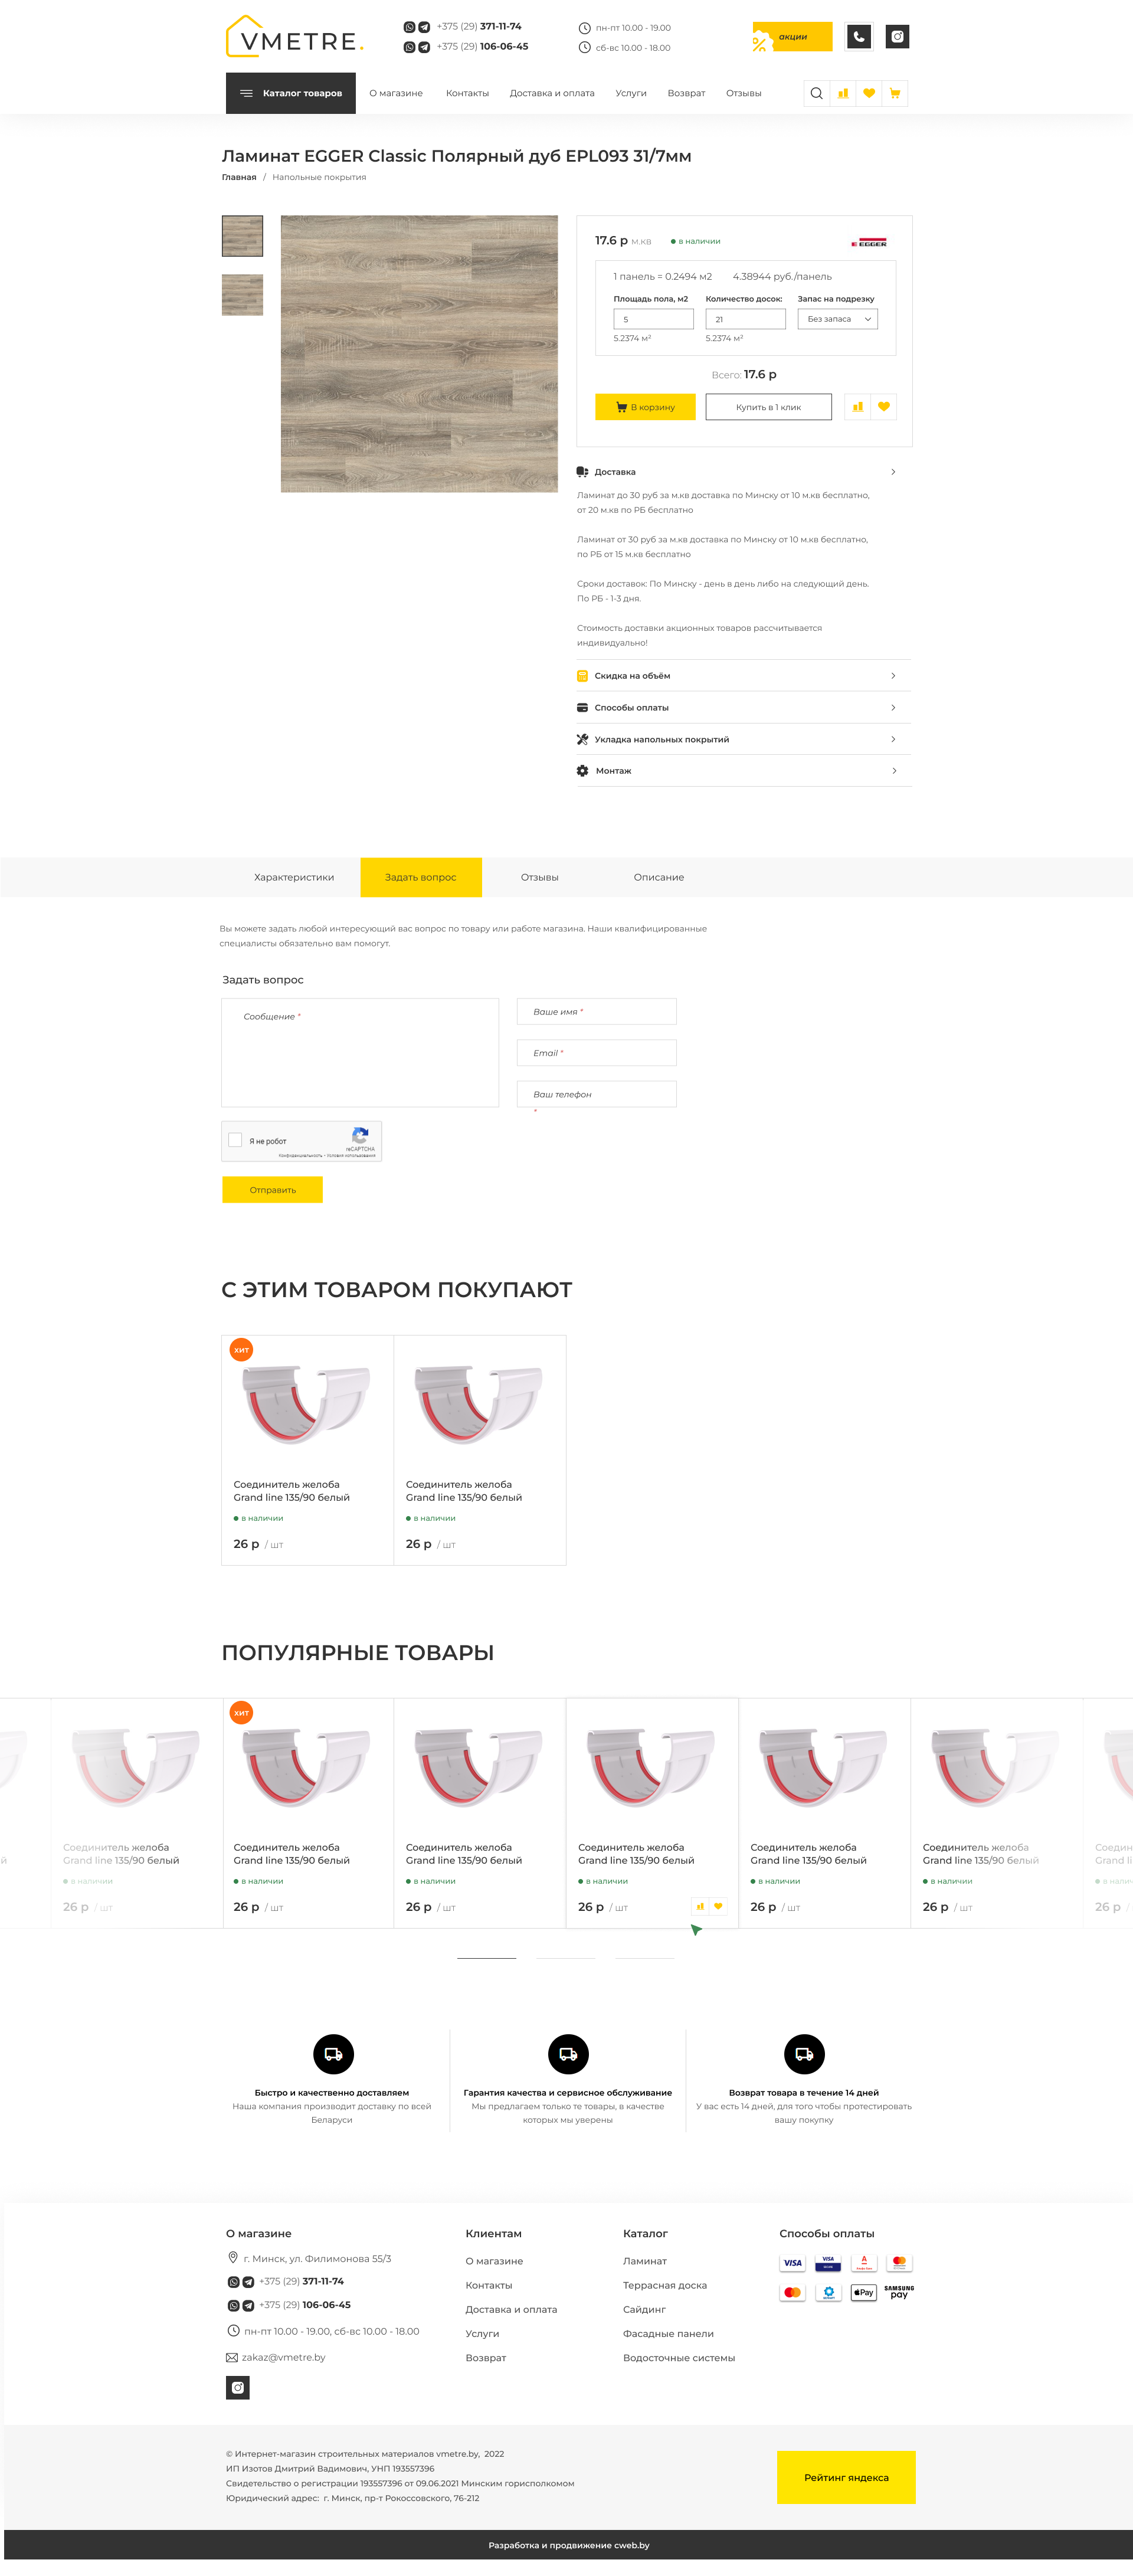 VMETRE.
+375 (29) 371-11-74
+375 (29) 106-06-45
пн-пт 10.00 - 19.00
сб-вс 10.00 - 18.00
акции
Каталог товаров
О магазине
Контакты
Доставка и оплата
Услуги
Возврат
Отзывы
Ламинат EGGER Classic Полярный дуб EPL093 31/7мм
Главная / Напольные покрытия
17.6 р м.кв
в наличии
EGGER
1 панель = 0.2494 м2
4.38944 руб./панель
Площадь пола, м2
Количество досок:
Запас на подрезку
5
21
Без запаса
5.2374 м²
5.2374 м²
Всего: 17.6 р
В корзину
Купить в 1 клик
Доставка
Ламинат до 30 руб за м.кв доставка по Минску от 10 м.кв бесплатно,
от 20 м.кв по РБ бесплатно
Ламинат от 30 руб за м.кв доставка по Минску от 10 м.кв бесплатно,
по РБ от 15 м.кв бесплатно
Сроки доставок: По Минску - день в день либо на следующий день.
По РБ - 1-3 дня.
Стоимость доставки акционных товаров рассчитывается
индивидуально!
Скидка на объём
Способы оплаты
Укладка напольных покрытий
Монтаж
Характеристики
Задать вопрос
Отзывы
Описание
Вы можете задать любой интересующий вас вопрос по товару или работе магазина. Наши квалифицированные
специалисты обязательно вам помогут.
Задать вопрос
Сообщение *
Ваше имя *
Email *
Ваш телефон
*
Я не робот
reCAPTCHA
Конфиденциальность - Условия использования
Отправить
С ЭТИМ ТОВАРОМ ПОКУПАЮТ
хит
Соединитель желоба
Grand line 135/90 белый
в наличии
26 р / шт
Соединитель желоба
Grand line 135/90 белый
в наличии
26 р / шт
ПОПУЛЯРНЫЕ ТОВАРЫ
й
Соединитель желоба
Grand line 135/90 белый
в наличии
26 р / шт
хит
Соединитель желоба
Grand line 135/90 белый
в наличии
26 р / шт
Соединитель желоба
Grand line 135/90 белый
в наличии
26 р / шт
Соединитель желоба
Grand line 135/90 белый
в наличии
26 р / шт
Соединитель желоба
Grand line 135/90 белый
в наличии
26 р / шт
Соединитель желоба
Grand line 135/90 белый
в наличии
26 р / шт
Соедин
Grand li
в налич
26 р /
Быстро и качественно доставляем
Наша компания производит доставку по всей
Беларуси
Гарантия качества и сервисное обслуживание
Мы предлагаем только те товары, в качестве
которых мы уверены
Возврат товара в течение 14 дней
У вас есть 14 дней, для того чтобы протестировать
вашу покупку
О магазине
г. Минск, ул. Филимонова 55/3
+375 (29) 371-11-74
+375 (29) 106-06-45
пн-пт 10.00 - 19.00, сб-вс 10.00 - 18.00
zakaz@vmetre.by
Клиентам
О магазине
Контакты
Доставка и оплата
Услуги
Возврат
Каталог
Ламинат
Террасная доска
Сайдинг
Фасадные панели
Водосточные системы
Способы оплаты
VISA
VISA
Pay
SAMSUNG
pay
© Интернет-магазин строительных материалов vmetre.by, 2022
ИП Изотов Дмитрий Вадимович, УНП 193557396
Свидетельство о регистрации 193557396 от 09.06.2021 Минским горисполкомом
Юридический адрес: г. Минск, пр-т Рокоссовского, 76-212
Рейтинг яндекса
Разработка и продвижение cweb.by